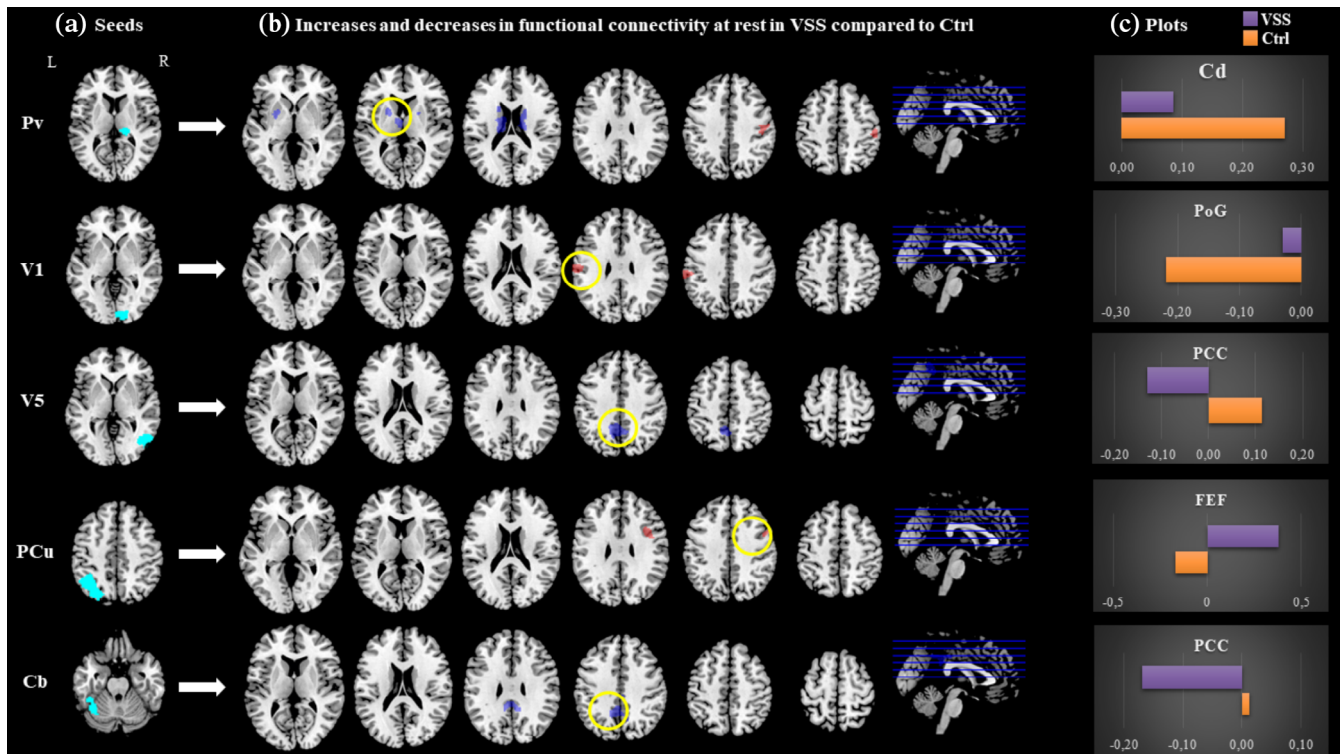 (a) Seeds
(b) Increases and decreases in functional connectivity at rest in VSS compared to Ctrl
(c) Plots
VSS
Ctrl
L R
Pv
Cd
0,00 0,10 0,20 0,30
V1
PoG
-0,30 -0,20 -0,10 0,00
V5
PCC
-0,20 -0,10 0,00 0,10 0,20
PCu
FEF
-0,5 0 0,5
Cb
PCC
-0,20 -0,10 0,00 0,10